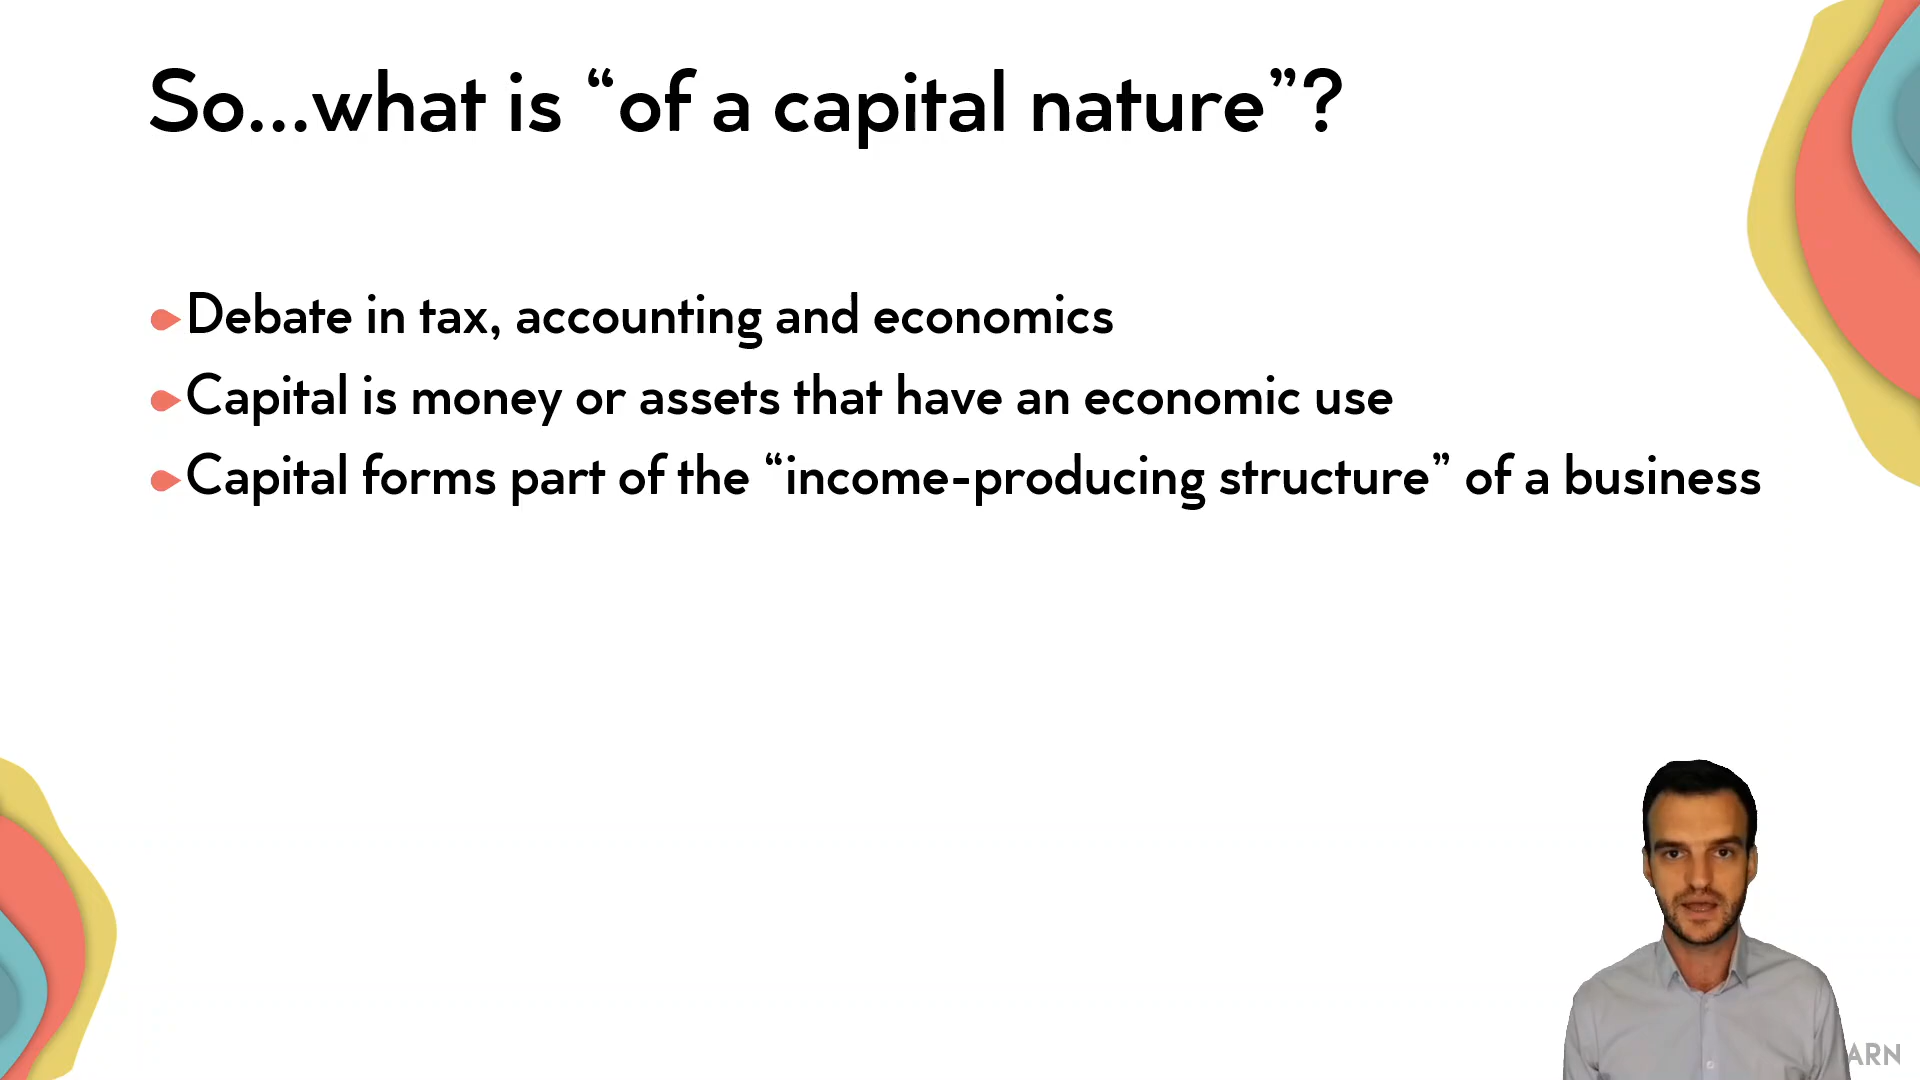 So...what is “of a capital nature”?
Debate in tax, accounting and economics
Capital is money or assets that have an economic use
Capital forms part of the “income-producing structure” of a business
ARN